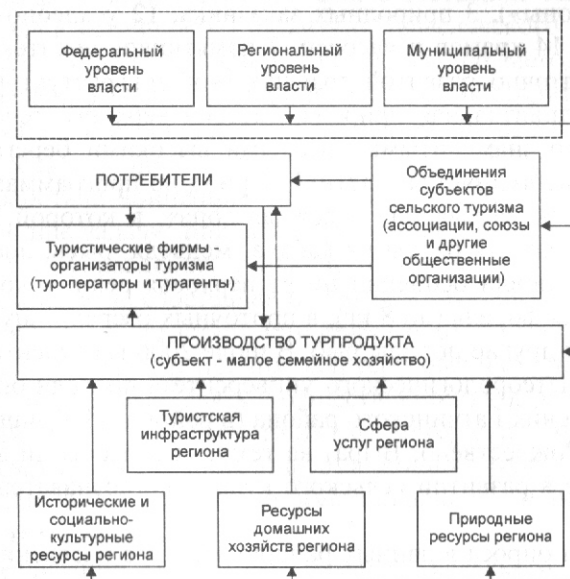 Федеральный
уровень
власти
Региональный
уровень
власти
Муниципальный
уровень
власти
ПОТРЕБИТЕЛИ
Объединения
субъектов
сельского туризма
(ассоциации, союзы
и другие
общественные
организации)
Туристические фирмы -
организаторы туризма
(туроператоры и турагенты)
ПРОИЗВОДСТВО ТУРПРОДУКТА
(субъект - малое семейное хозяйство)
Туристская
инфраструктура
региона
Сфера
услуг региона
Исторические и
социально-
культурные
ресурсы региона
Ресурсы
домашних
хозяйств региона
Природные
ресурсы региона